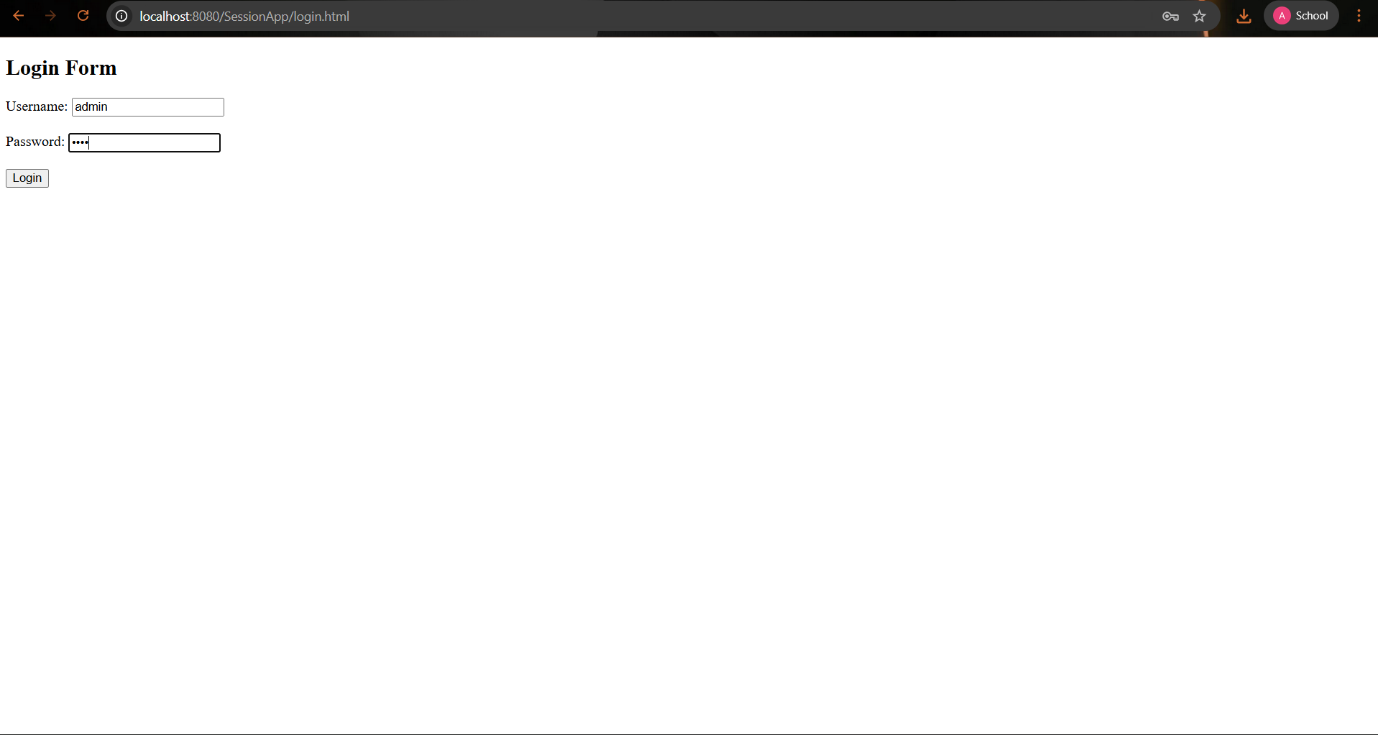 localhost:8080/SessionApp/login.html
A School
Login Form
Username: admin
Password: ••••
Login